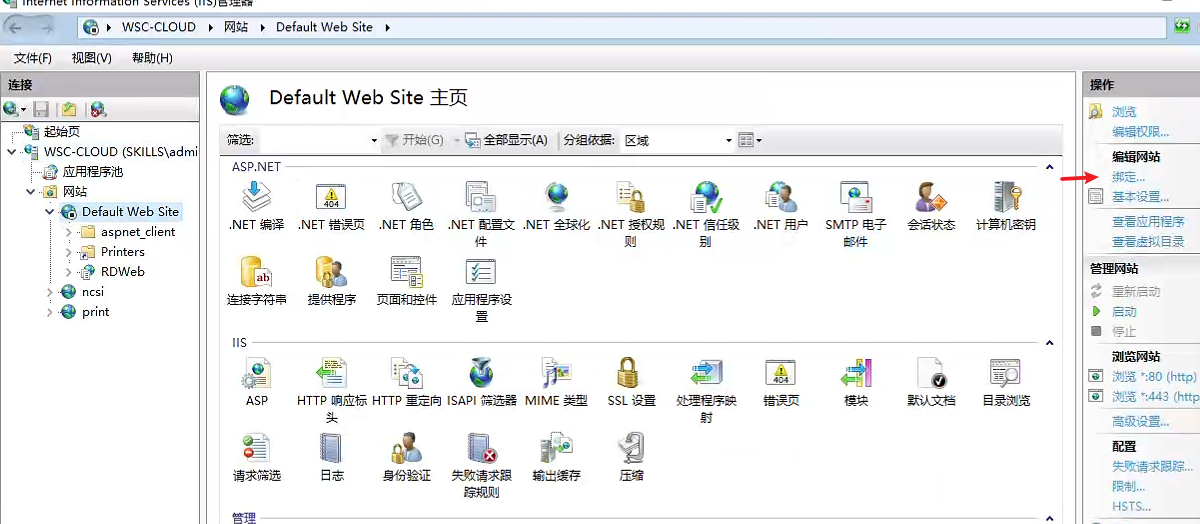 Internet Information Services (IIS)管理器
WSC-CLOUD 网站 Default Web Site
文件(F) 视图(V) 帮助(H)
连接
起始页
WSC-CLOUD (SKILLS\admi
应用程序池
网站
Default Web Site
aspnet_client
Printers
RDWeb
ncsi
print
Default Web Site 主页
筛选: 开始(G) 全部显示(A) 分组依据: 区域
ASP.NET
.NET 编译
.NET 错误页
.NET 角色
.NET 配置文
件
.NET 全球化
.NET 授权规
则
.NET 信任级
别
.NET 用户
SMTP 电子
邮件
会话状态
计算机密钥
连接字符串
提供程序
页面和控件
应用程序设
置
IIS
ASP
HTTP 响应标
头
HTTP 重定向
ISAPI 筛选器
MIME 类型
SSL 设置
处理程序映
射
错误页
模块
默认文档
目录浏览
请求筛选
日志
身份验证
失败请求跟
踪规则
输出缓存
压缩
管理
操作
浏览
编辑权限...
编辑网站
绑定...
基本设置...
查看应用程序
查看虚拟目录
管理网站
重新启动
启动
停止
浏览网站
浏览 *:80 (http)
浏览 *:443 (http
高级设置...
配置
失败请求跟踪...
限制...
HSTS...